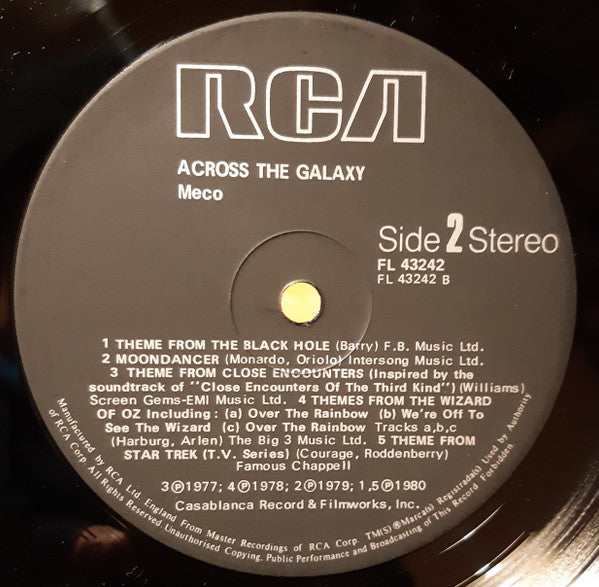 RCA
ACROSS THE GALAXY
Meco
Side 2 Stereo
FL 43242
FL 43242 B
1 THEME FROM THE BLACK HOLE (Barry) F.B. Music Ltd.
2 MOONDANCER (Monardo, Oriolo) Intersong Music Ltd.
3 THEME FROM CLOSE ENCOUNTERS (Inspired by the
soundtrack of "Close Encounters Of The Third Kind") (Williams)
Screen Gems-EMI Music Ltd. 4 THEMES FROM THE WIZARD
OF OZ Including: (a) Over The Rainbow (b) We're Off To
See The Wizard (c) Over The Rainbow Tracks a,b,c
(Harburg, Arlen) The Big 3 Music Ltd. 5 THEME FROM
STAR TREK (T.V. Series) (Courage, Roddenberry)
Famous Chappell
3 ℗ 1977; 4 ℗ 1978; 2 ℗ 1979; 1,5 ℗ 1980
Casablanca Record & Filmworks, Inc.
Manufactured by RCA Ltd. England From Master Recordings of RCA Corp. TM(S)®Marca(s) Registrada(s) Used by Authority
of RCA Corp. All Rights Reserved. Unauthorised Copying, Public Performance and Broadcasting of This Record Forbidden.